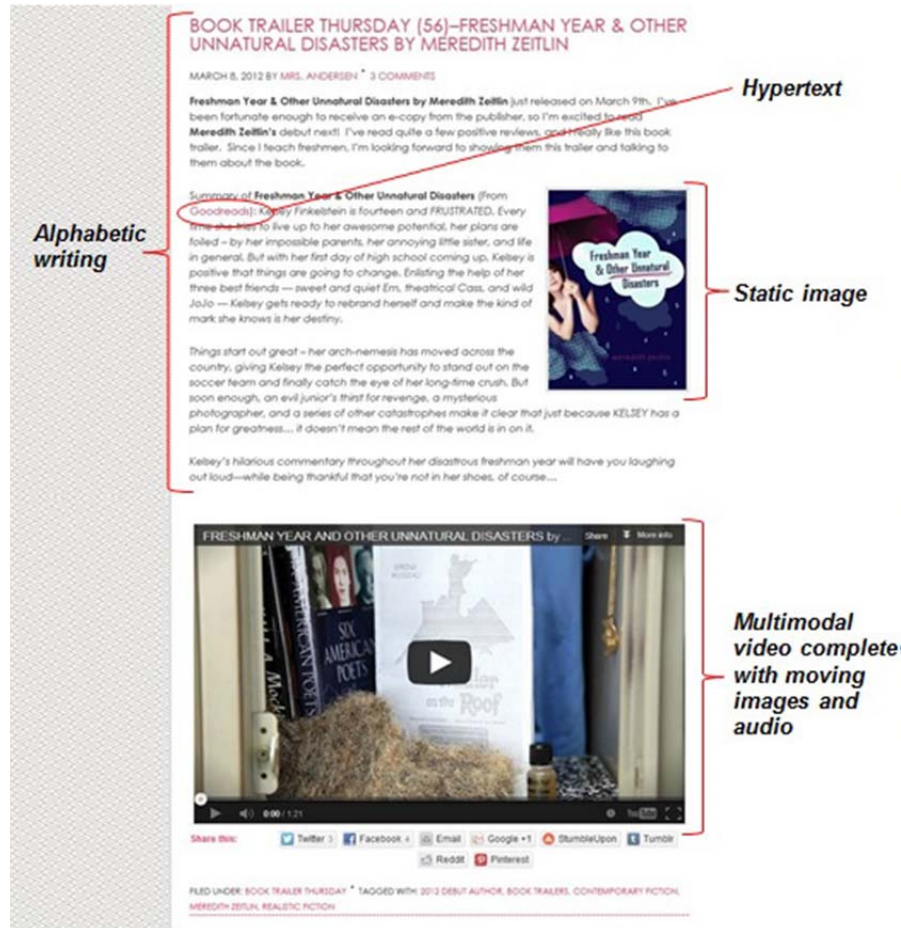 BOOK TRAILER THURSDAY (56)–FRESHMAN YEAR & OTHER
UNNATURAL DISASTERS BY MEREDITH ZEITLIN
MARCH 8, 2012 BY MRS. ANDERSEN * 3 COMMENTS
Hypertext
Freshman Year & Other Unnatural Disasters by Meredith Zeitlin just released on March 9th. I've
been fortunate enough to receive an e-copy from the publisher, so I'm excited to read
Meredith Zeitlin's debut next! I've read quite a few positive reviews, and I really like this book
trailer. Since I teach freshmen, I'm looking forward to showing them this trailer and talking to
them about the book.
Summary of Freshman Year & Other Unnatural Disasters (From
Goodreads): Kelsey Finkelstein is fourteen and FRUSTRATED. Every
time she tries to live up to her awesome potential, her plans are
foiled – by her impossible parents, her annoying little sister, and life
in general. But with her first day of high school coming up, Kelsey is
positive that things are going to change. Enlisting the help of her
three best friends — sweet and quiet Em, theatrical Cass, and wild
JoJo — Kelsey gets ready to rebrand herself and make the kind of
mark she knows is her destiny.
Alphabetic
writing
Freshman Year
& Other Unnatural
Disasters
meredith zeitlin
Static image
Things start out great – her arch-nemesis has moved across the
country, giving Kelsey the perfect opportunity to stand out on the
soccer team and finally catch the eye of her long-time crush. But
soon enough, an evil junior's thirst for revenge, a mysterious
photographer, and a series of other catastrophes make it clear that just because KELSEY has a
plan for greatness… it doesn't mean the rest of the world is in on it.
Kelsey's hilarious commentary throughout her disastrous freshman year will have you laughing
out loud—while being thankful that you're not in her shoes, of course…
FRESHMAN YEAR AND OTHER UNNATURAL DISASTERS by ... Share More info
AMERICAN POETS
SIX
AMERICAN
POETS
on the Roof
0:00 / 1:21 YouTube
Multimodal
video complete
with moving
images and
audio
Share this: Twitter 3 Facebook 4 Email Google +1 StumbleUpon Tumblr
Reddit Pinterest
FILED UNDER: BOOK TRAILER THURSDAY * TAGGED WITH: 2012 DEBUT AUTHOR, BOOK TRAILERS, CONTEMPORARY FICTION,
MEREDITH ZEITLIN, REALISTIC FICTION